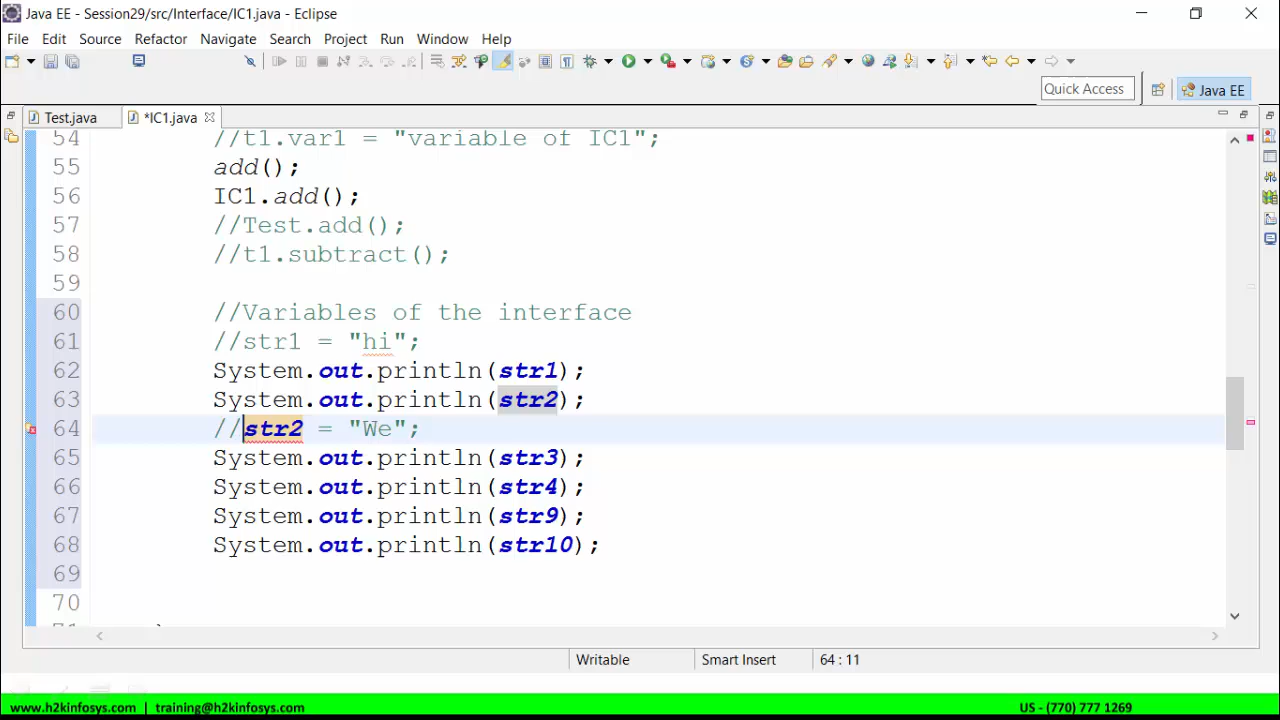 Java EE - Session29/src/Interface/IC1.java - Eclipse
File Edit Source Refactor Navigate Search Project Run Window Help
Quick Access
Java EE
Test.java
*IC1.java
54 //t1.var1 = "variable of IC1";
55 add();
56 IC1.add();
57 //Test.add();
58 //t1.subtract();
59
60 //Variables of the interface
61 //str1 = "hi";
62 System.out.println(str1);
63 System.out.println(str2);
64 //str2 = "We";
65 System.out.println(str3);
66 System.out.println(str4);
67 System.out.println(str9);
68 System.out.println(str10);
69
70
Writable Smart Insert 64 : 11
www.h2kinfosys.com | training@h2kinfosys.com US - (770) 777 1269